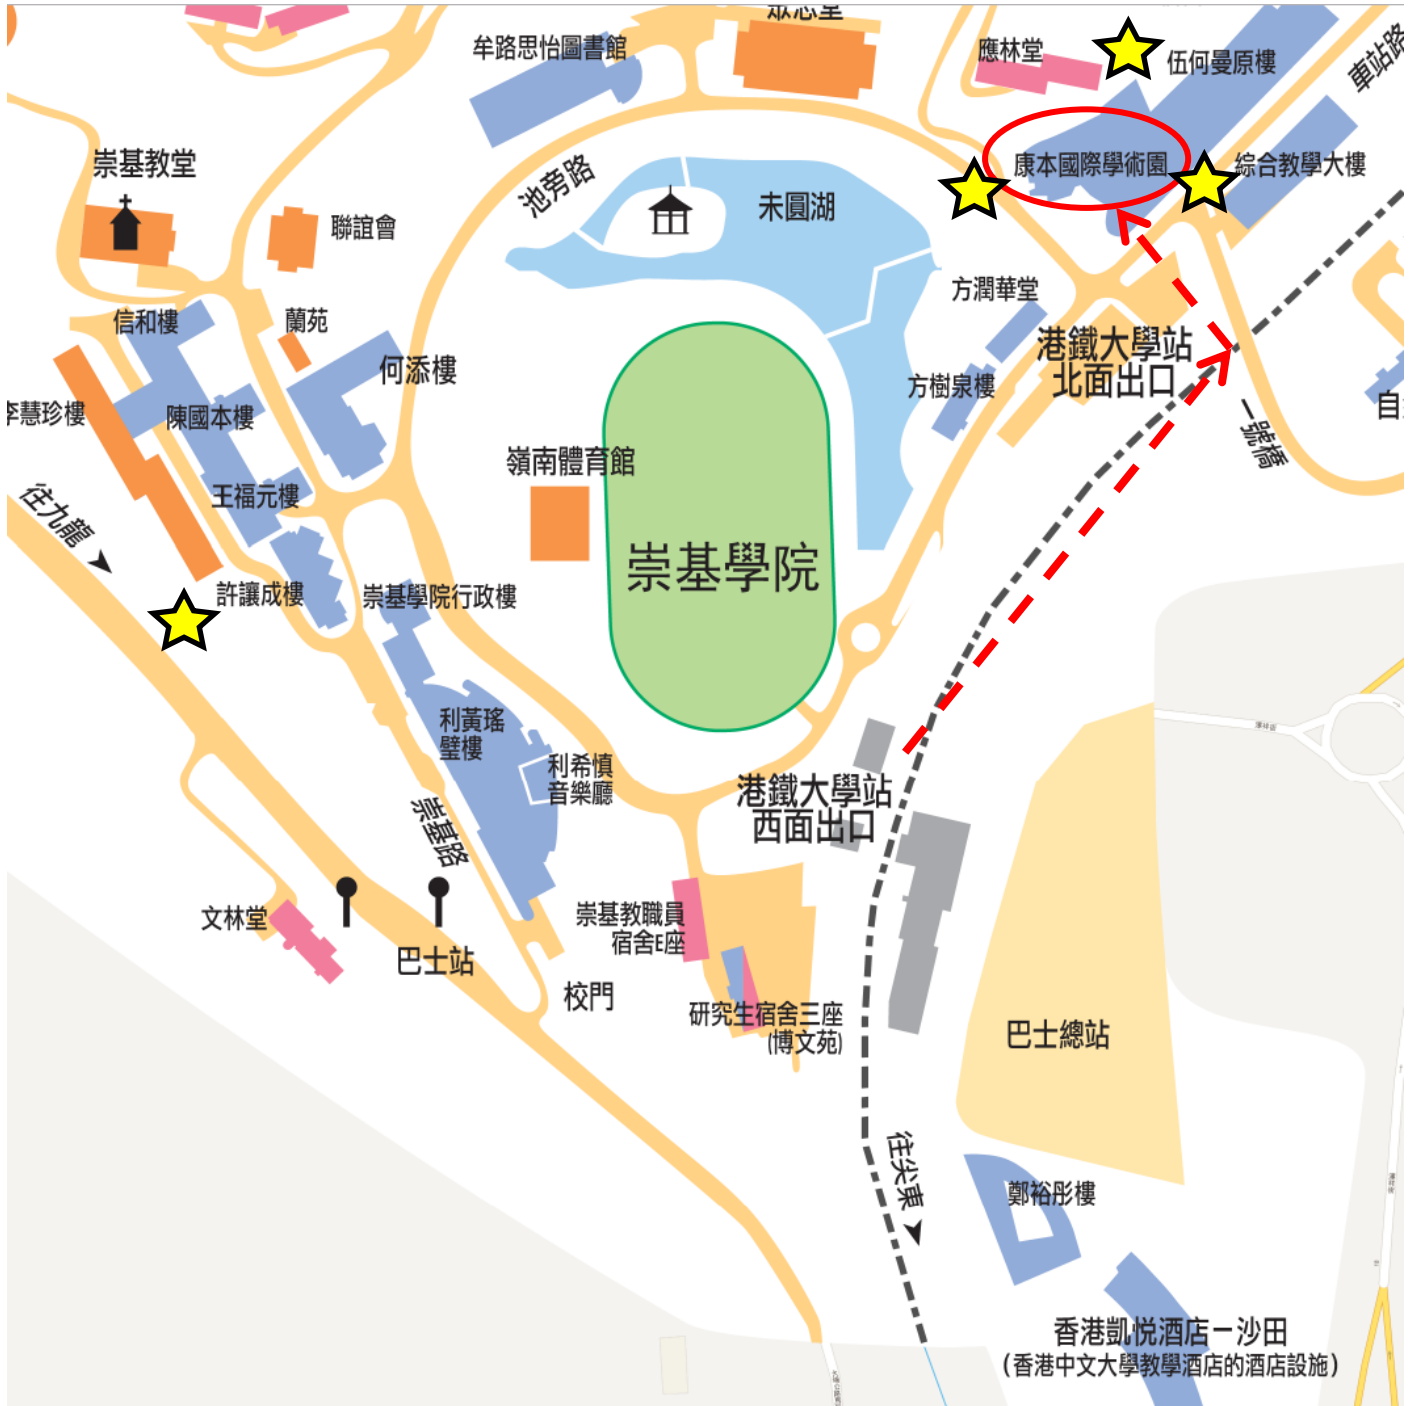 眾志堂
牟路思怡圖書館
應林堂
伍何曼原樓
車站路
崇基教堂
池旁路
康本國際學術園
綜合教學大樓
聯誼會
未圓湖
信和樓
蘭苑
方潤華堂
何添樓
港鐵大學站
北面出口
方樹泉樓
李慧珍樓
陳國本樓
一號橋
嶺南體育館
往九龍
王福元樓
崇基學院
許讓成樓
崇基學院行政樓
利黃瑤
璧樓
利希慎
音樂廳
港鐵大學站
西面出口
崇基路
文林堂
崇基教職員
宿舍E座
巴士站
校門
研究生宿舍三座
(博文苑)
巴士總站
往尖東
鄭裕彤樓
香港凱悅酒店－沙田
(香港中文大學教學酒店的酒店設施)